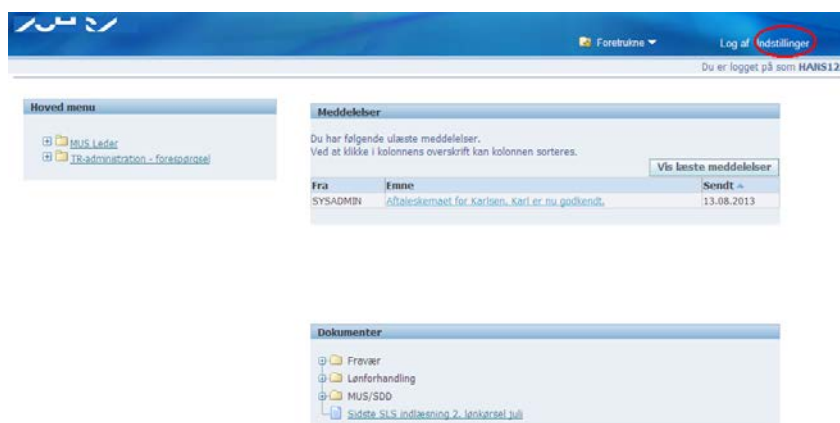 Foretrukne
Log af Indstillinger
Du er logget på som HANS12
Hoved menu
MUS Leder
TR-administration - forespørgsel
Meddelelser
Du har følgende ulæste meddelelser.
Ved at klikke i kolonnens overskrift kan kolonnen sorteres.
Vis læste meddelelser
Fra Emne Sendt
SYSADMIN Aftaleskemaet for Karlsen, Karl er nu godkendt. 13.08.2013
Dokumenter
Fravær
Lønforhandling
MUS/SDD
Sidste SLS indlæsning 2. lønkørsel juli